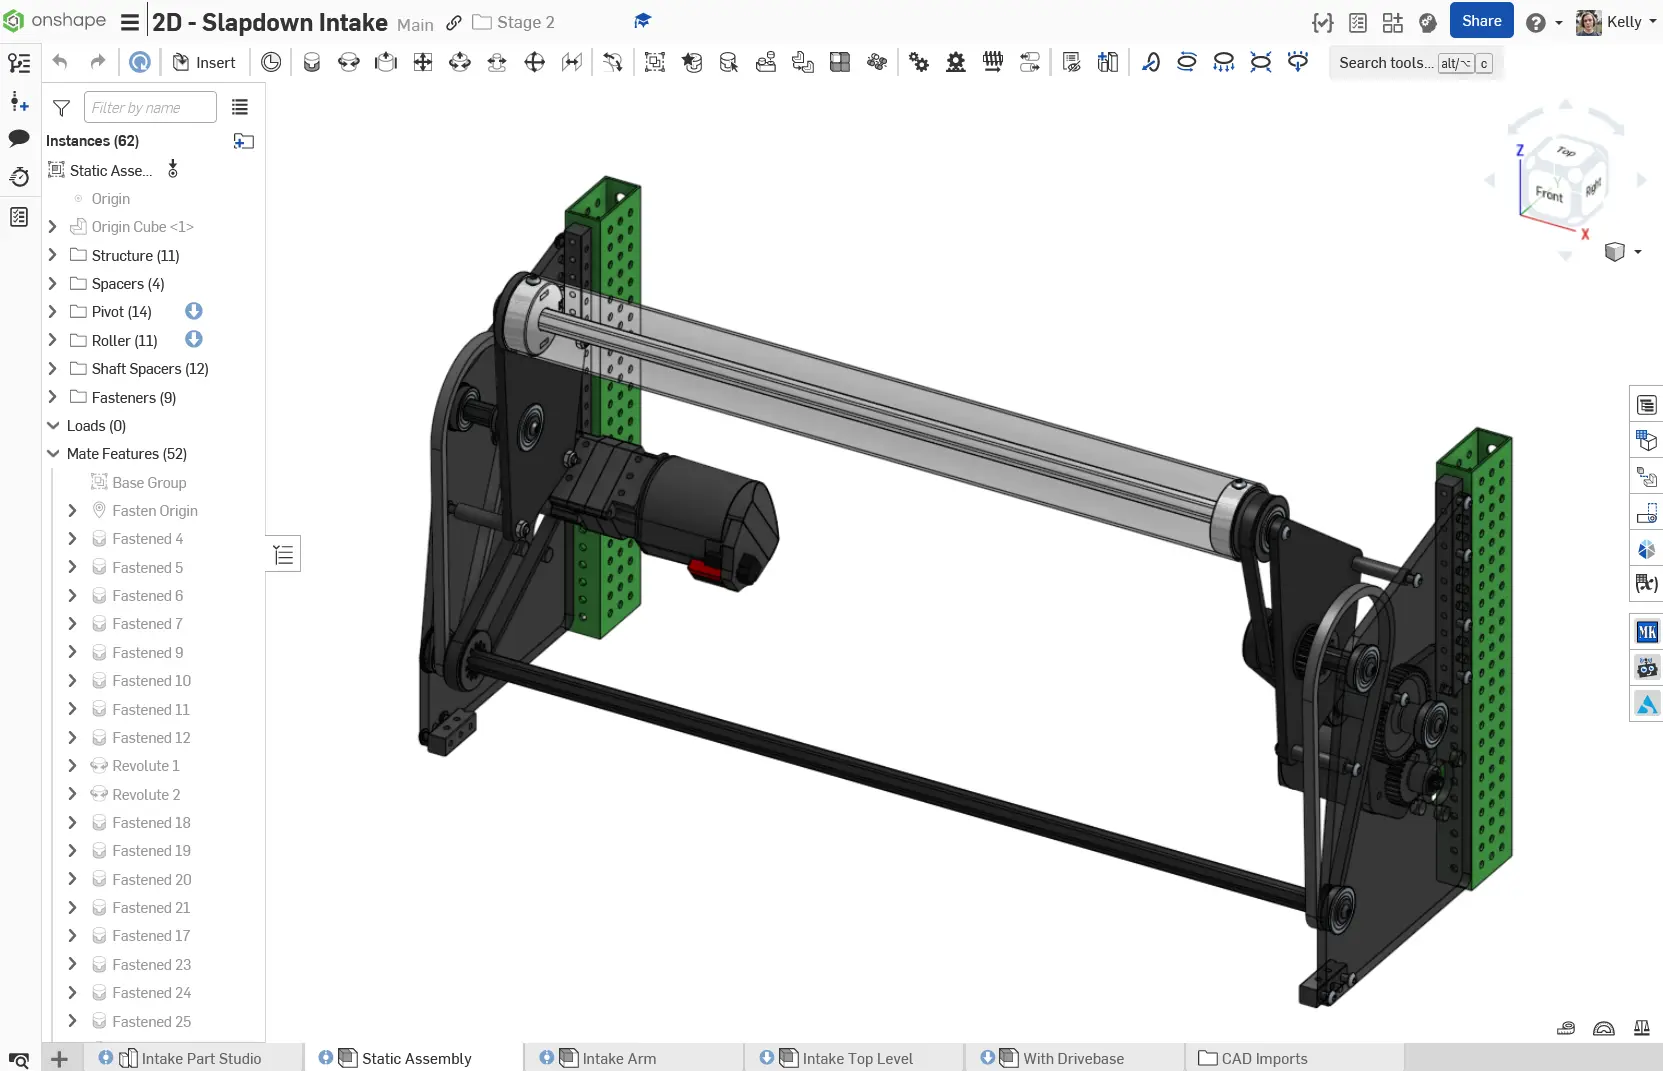 onshape 2D - Slapdown Intake Main Stage 2
Share Kelly
Insert
Search tools... alt/⌥ c
Filter by name
Instances (62)
Static Asse...
Origin
Origin Cube <1>
Structure (11)
Spacers (4)
Pivot (14)
Roller (11)
Shaft Spacers (12)
Fasteners (9)
Loads (0)
Mate Features (52)
Base Group
Fasten Origin
Fastened 4
Fastened 5
Fastened 6
Fastened 7
Fastened 9
Fastened 10
Fastened 11
Fastened 12
Revolute 1
Revolute 2
Fastened 18
Fastened 19
Fastened 20
Fastened 21
Fastened 17
Fastened 23
Fastened 24
Fastened 25
Z
Top
Y
Front
Right
X
MK
Intake Part Studio
Static Assembly
Intake Arm
Intake Top Level
With Drivebase
CAD Imports